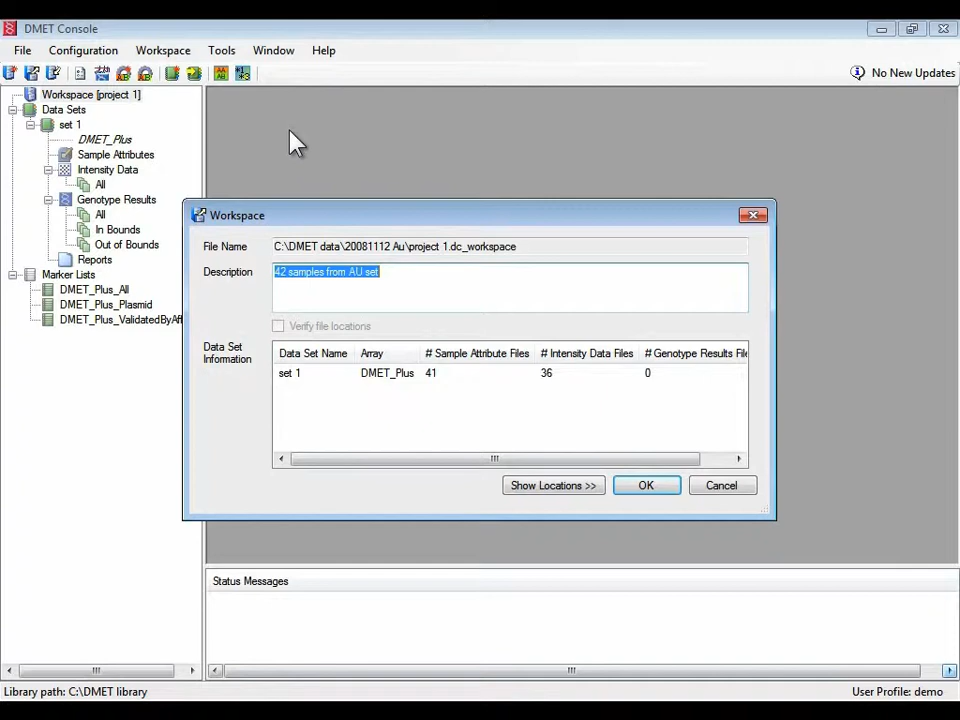 DMET Console
File Configuration Workspace Tools Window Help
No New Updates
Workspace [project 1]
Data Sets
set 1
DMET_Plus
Sample Attributes
Intensity Data
All
Genotype Results
All
In Bounds
Out of Bounds
Reports
Marker Lists
DMET_Plus_All
DMET_Plus_Plasmid
DMET_Plus_ValidatedByAff
Workspace
File Name C:\DMET data\20081112 Au\project 1.dc_workspace
Description 42 samples from AU set
Verify file locations
Data Set Information
Data Set Name Array # Sample Attribute Files # Intensity Data Files # Genotype Results File
set 1 DMET_Plus 41 36 0
Show Locations >> OK Cancel
Status Messages
Library path: C:\DMET library User Profile: demo